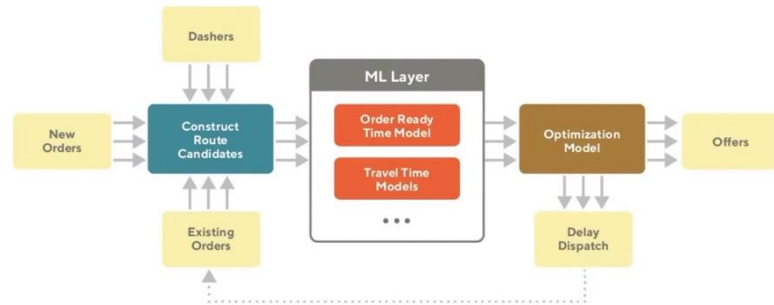 Dashers
ML Layer
New
Orders
Construct
Route
Candidates
Order Ready
Time Model
Travel Time
Models
Optimization
Model
Offers
Existing
Orders
Delay
Dispatch